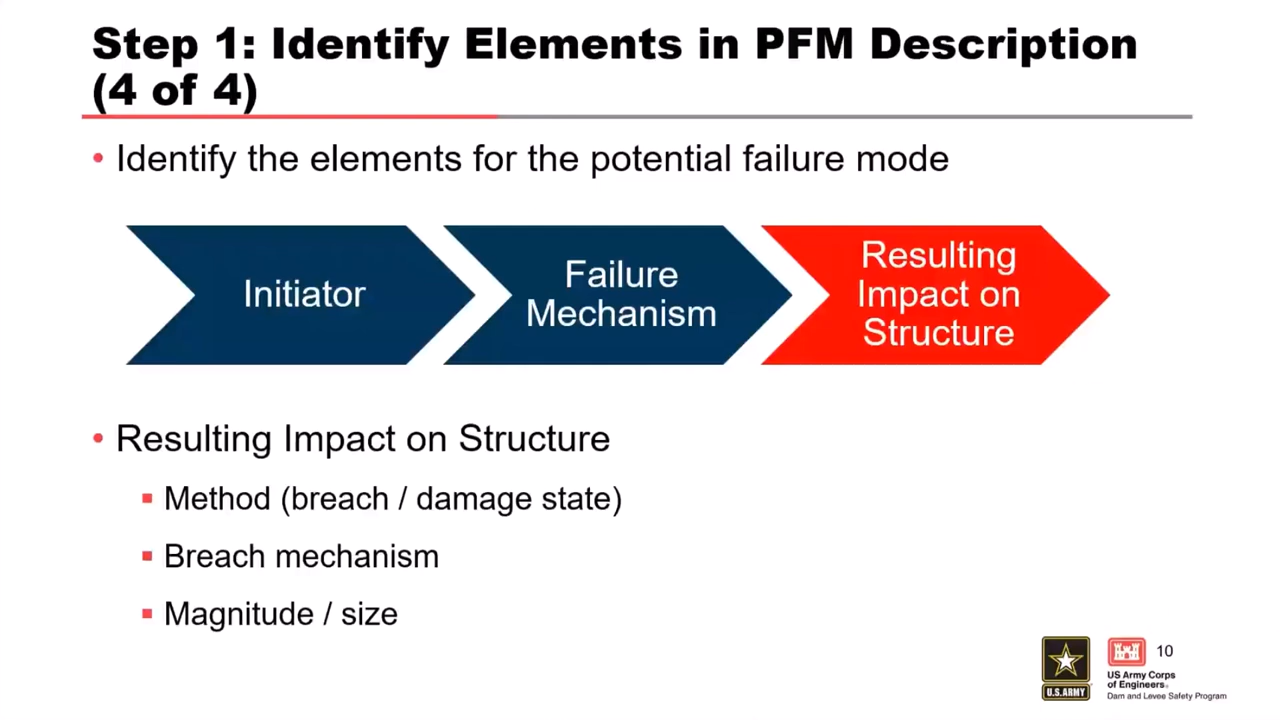 Step 1: Identify Elements in PFM Description
(4 of 4)
• Identify the elements for the potential failure mode
Initiator
Failure
Mechanism
Resulting
Impact on
Structure
• Resulting Impact on Structure
▪ Method (breach / damage state)
▪ Breach mechanism
▪ Magnitude / size
U.S.ARMY
10
US Army Corps
of Engineers®
Dam and Levee Safety Program